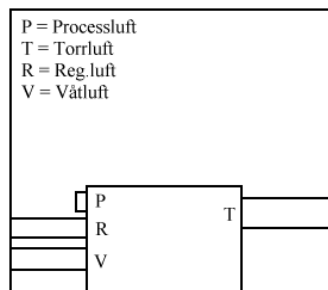 P = Processluft
T = Torrluft
R = Reg.luft
V = Våtluft
P
T
R
V